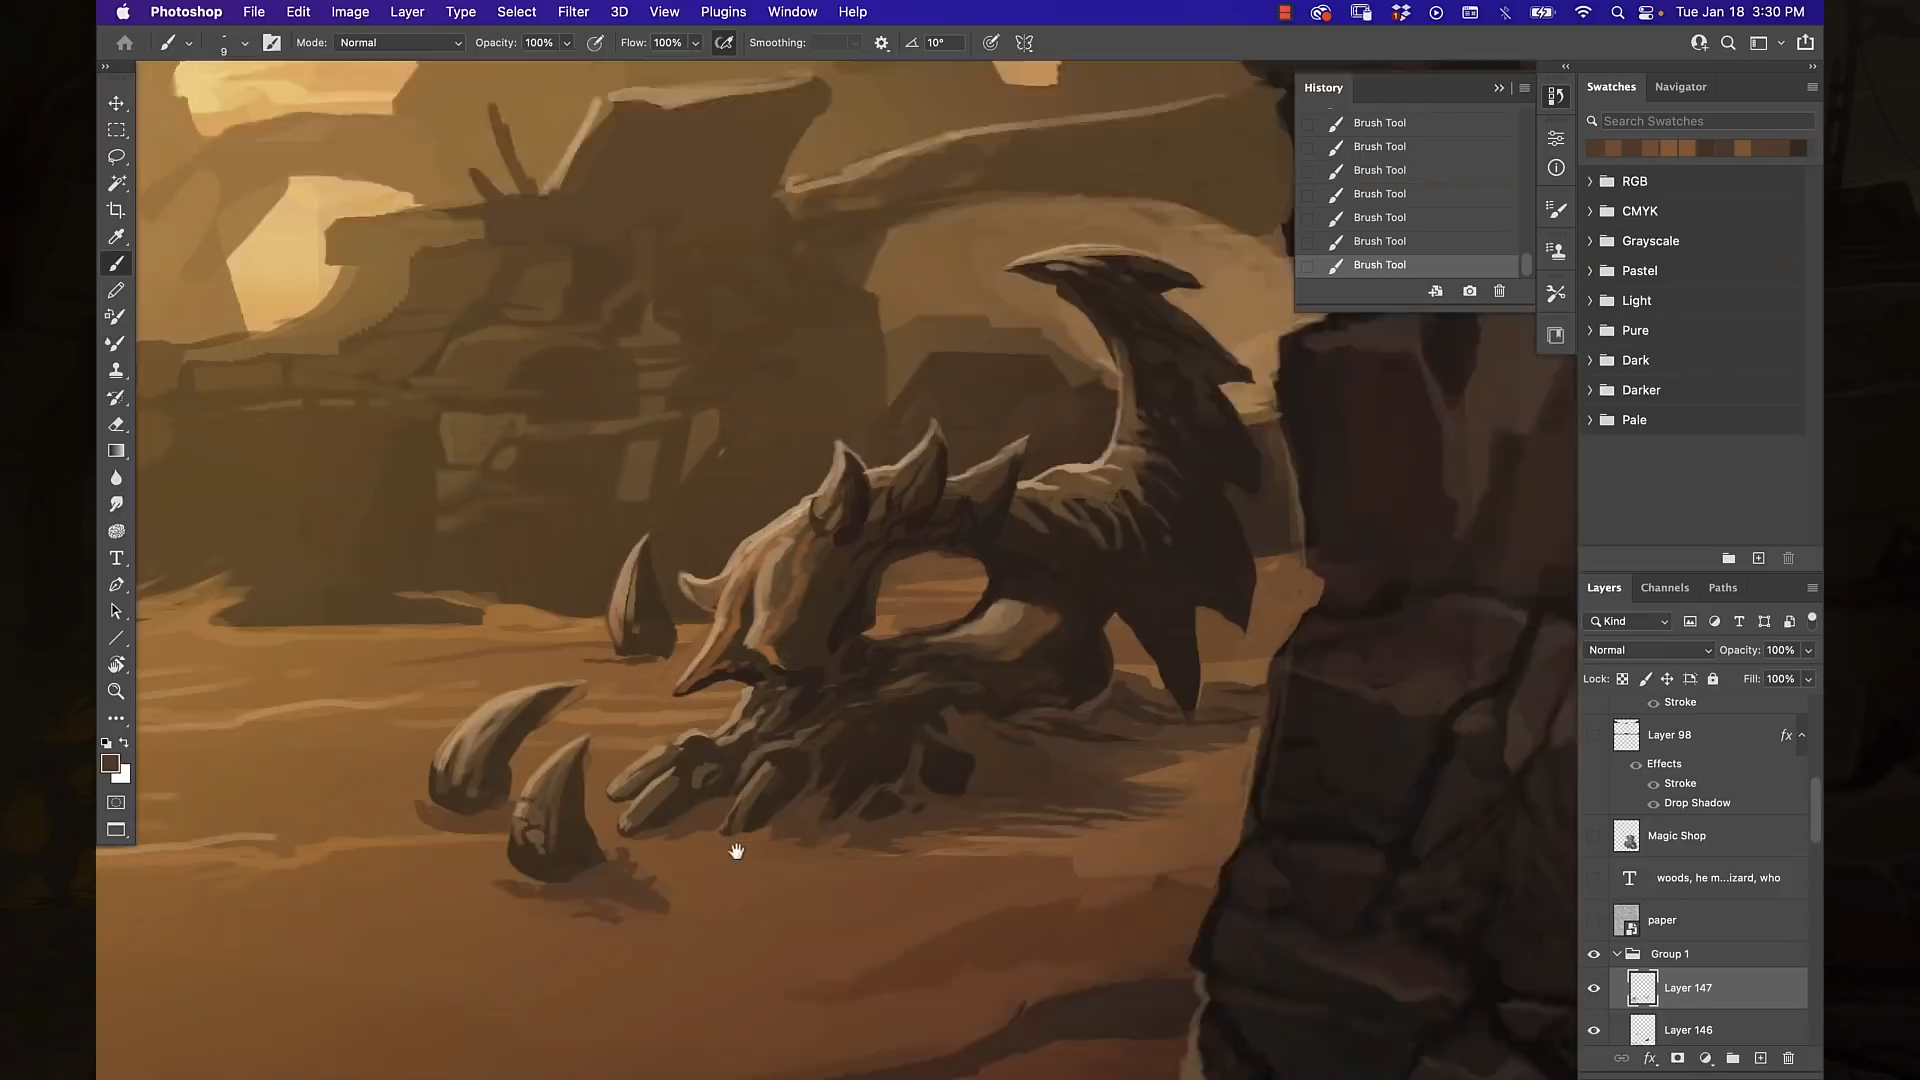 Photoshop File Edit Image Layer Type Select Filter 3D View Plugins Window Help Tue Jan 18 3:30 PM
9 Mode: Normal Opacity: 100% Flow: 100% Smoothing: 10°
History
Brush Tool
Brush Tool
Brush Tool
Brush Tool
Brush Tool
Brush Tool
Brush Tool
Swatches Navigator
Search Swatches
RGB
CMYK
Grayscale
Pastel
Light
Pure
Dark
Darker
Pale
Layers Channels Paths
Kind
Normal Opacity: 100%
Lock: Fill: 100%
Stroke
Layer 98 fx
Effects
Stroke
Drop Shadow
Magic Shop
woods, he m...izard, who
paper
Group 1
Layer 147
Layer 146
fx